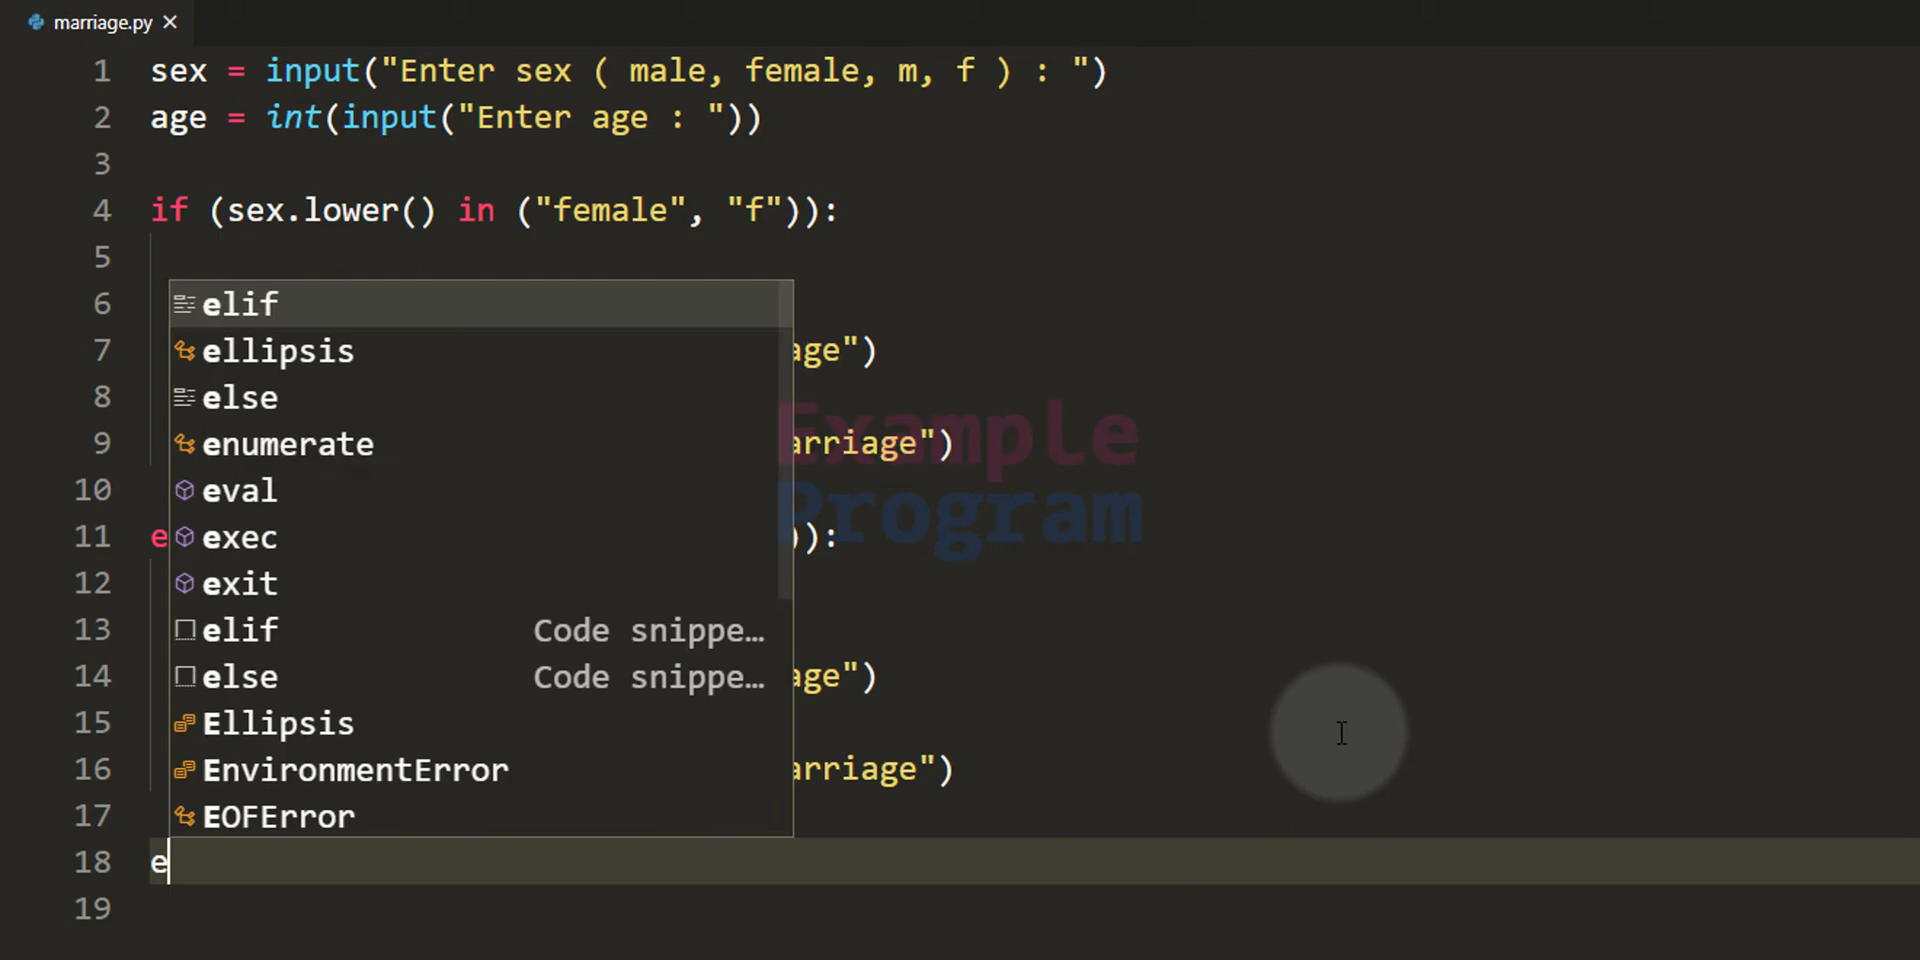 marriage.py ×
1 sex = input("Enter sex ( male, female, m, f ) : ")
2 age = int(input("Enter age : "))
3
4 if (sex.lower() in ("female", "f")):
5
6 elif
7 ellipsis age")
8 else
Example
9 enumerate arriage")
10 eval
Program
11 e exec )):
12 exit
13 elif Code snippe…
14 else Code snippe… age")
15 Ellipsis
16 EnvironmentError arriage")
17 EOFError
18 e
19